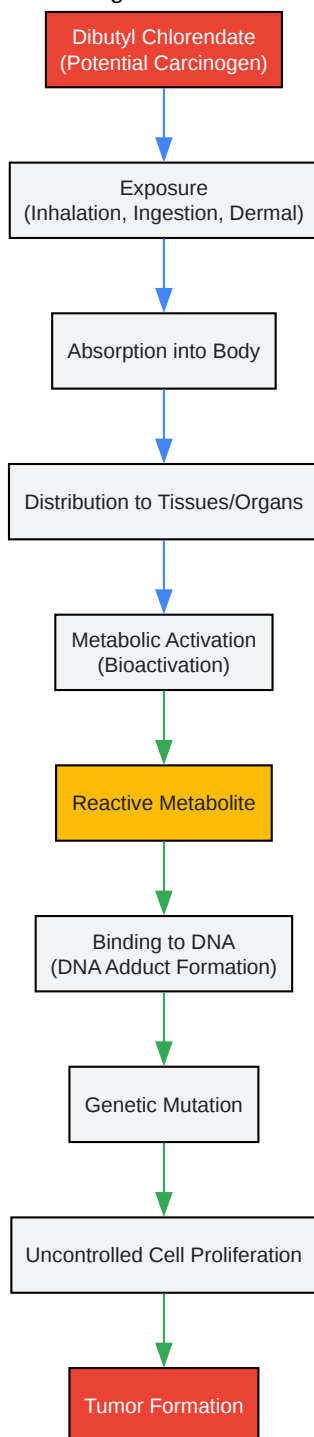 Dibutyl Chlorendate
(Potential Carcinogen)
Exposure
(Inhalation, Ingestion, Dermal)
Absorption into Body
Distribution to Tissues/Organs
Metabolic Activation
(Bioactivation)
Reactive Metabolite
Binding to DNA
(DNA Adduct Formation)
Genetic Mutation
Uncontrolled Cell Proliferation
Tumor Formation